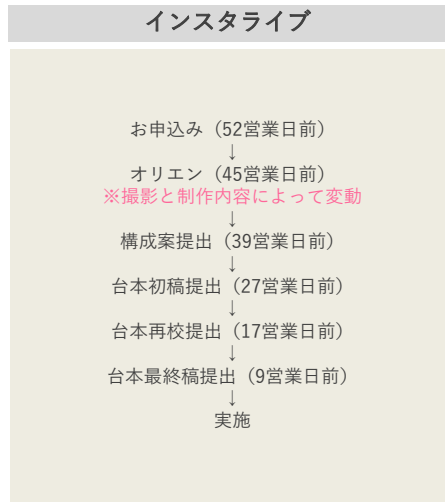 インスタライブ
お申込み（52営業日前）
↓
オリエン（45営業日前）
※撮影と制作内容によって変動
↓
構成案提出（39営業日前）
↓
台本初稿提出（27営業日前）
↓
台本再校提出（17営業日前）
↓
台本最終稿提出（9営業日前）
↓
実施